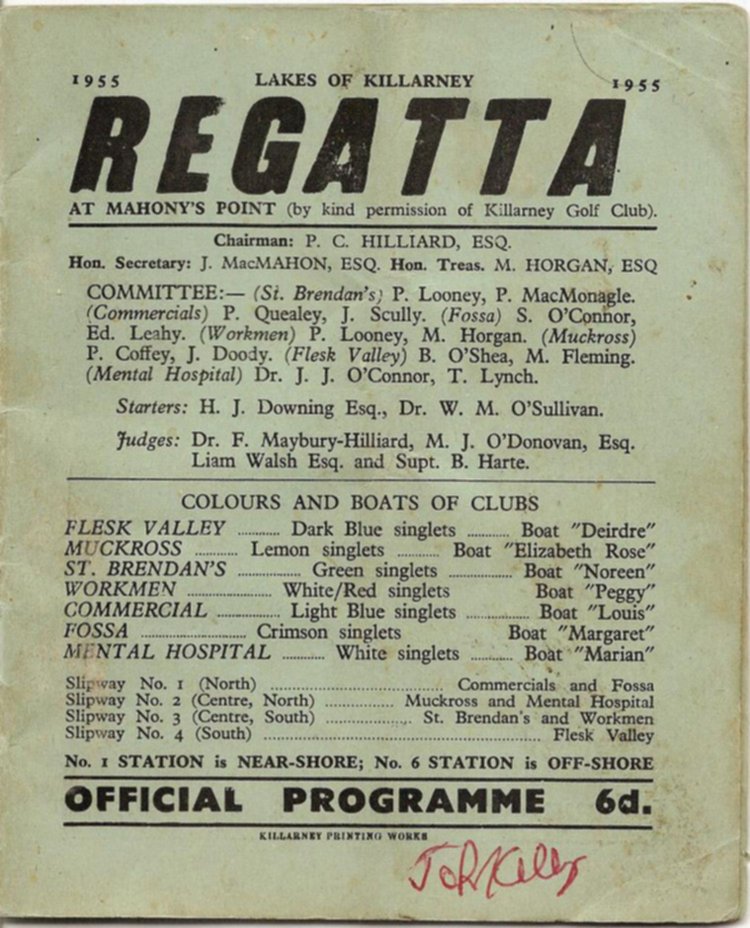 1955 LAKES OF KILLARNEY 1955
REGATTA
AT MAHONY'S POINT (by kind permission of Killarney Golf Club).
Chairman: P. C. HILLIARD, ESQ.
Hon. Secretary: J. MacMAHON, ESQ. Hon. Treas. M. HORGAN, ESQ
COMMITTEE:— (St. Brendan's) P. Looney, P. MacMonagle.
(Commercials) P. Quealey, J. Scully. (Fossa) S. O'Connor,
Ed. Leahy. (Workmen) P. Looney, M. Horgan. (Muckross)
P. Coffey, J. Doody. (Flesk Valley) B. O'Shea, M. Fleming.
(Mental Hospital) Dr. J. J. O'Connor, T. Lynch.
Starters: H. J. Downing Esq., Dr. W. M. O'Sullivan.
Judges: Dr. F. Maybury-Hilliard, M. J. O'Donovan, Esq.
Liam Walsh Esq. and Supt. B. Harte.
COLOURS AND BOATS OF CLUBS
FLESK VALLEY ........... Dark Blue singlets ........... Boat "Deirdre"
MUCKROSS ........... Lemon singlets ........... Boat "Elizabeth Rose"
ST. BRENDAN'S ................ Green singlets ................ Boat "Noreen"
WORKMEN ..................... White/Red singlets Boat "Peggy"
COMMERCIAL ................ Light Blue singlets ................ Boat "Louis"
FOSSA .......................... Crimson singlets Boat "Margaret"
MENTAL HOSPITAL ........... White singlets ........... Boat "Marian"
Slipway No. 1 (North) ........................................... Commercials and Fossa
Slipway No. 2 (Centre, North) ................. Muckross and Mental Hospital
Slipway No. 3 (Centre, South) ..................... St. Brendan's and Workmen
Slipway No. 4 (South) ..................................................................... Flesk Valley
No. 1 STATION is NEAR-SHORE; No. 6 STATION is OFF-SHORE
OFFICIAL PROGRAMME 6d.
KILLARNEY PRINTING WORKS